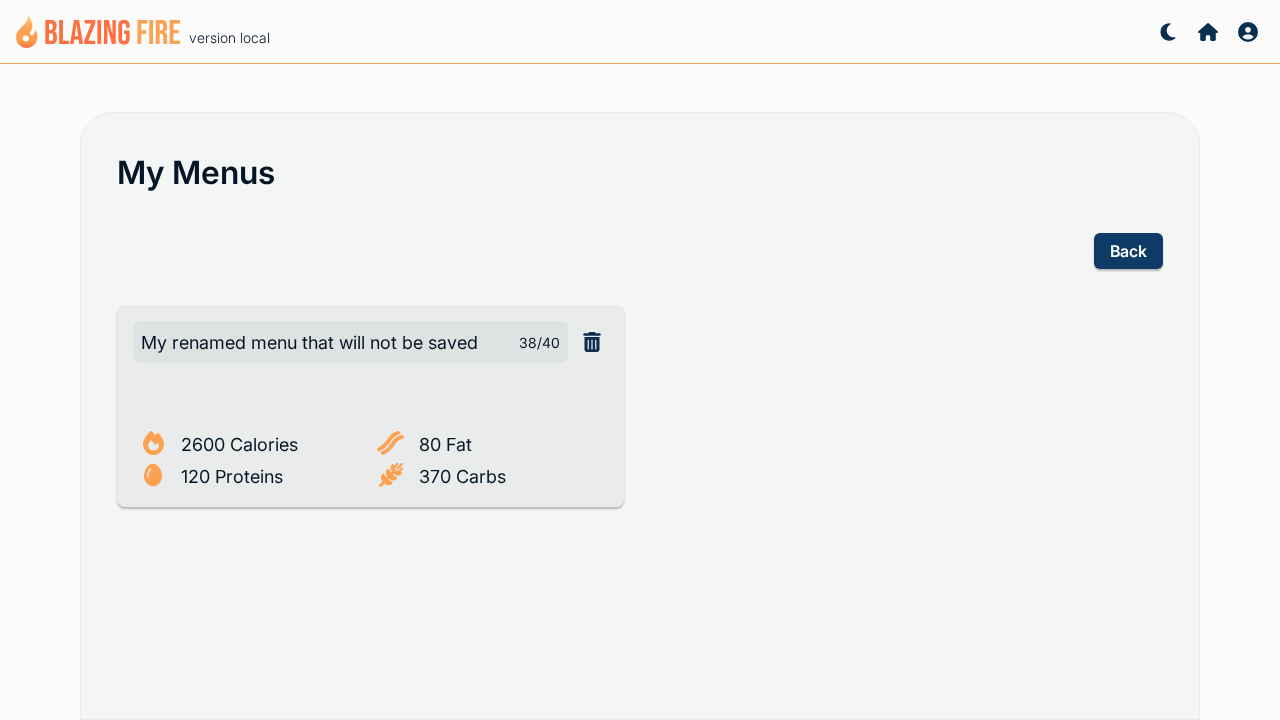 BLAZING FIRE version local
My Menus
Back
My renamed menu that will not be saved 38/40
2600 Calories 80 Fat
120 Proteins 370 Carbs